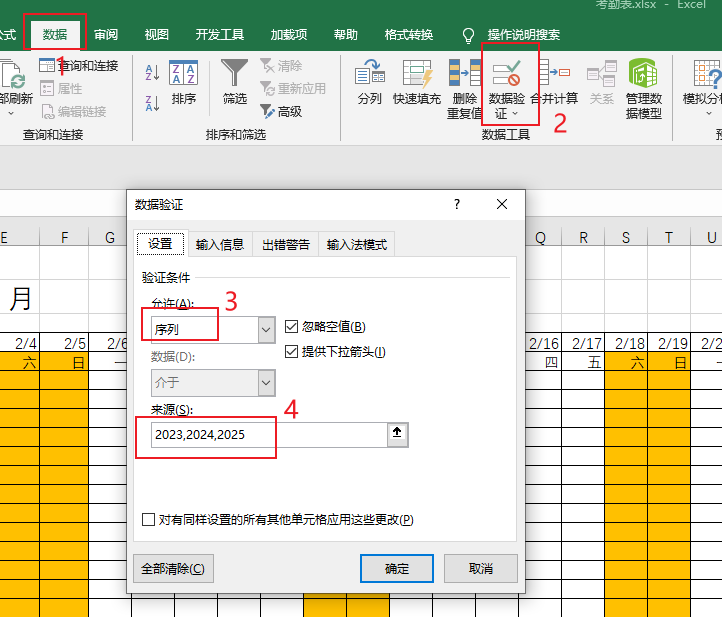 考勤表.xlsx - Excel
公式 数据 审阅 视图 开发工具 加载项 帮助 格式转换 操作说明搜索
1 2
部刷新 查询和连接 属性 编辑链接
排序 筛选 清除 重新应用 高级
分列 快速填充 删除重复值 数据验证 合并计算 关系 管理数据模型 模拟分析
查询和连接 排序和筛选 数据工具 预
数据验证 ?
设置 输入信息 出错警告 输入法模式
E F G Q R S T U
验证条件
允许(A): 3
月
序列 忽略空值(B)
提供下拉箭头(I)
2/4 2/5 2/6 2/16 2/17 2/18 2/19
数据(D):
六 日 一 四 五 六 日 一
介于
来源(S): 4
2023,2024,2025
对有同样设置的所有其他单元格应用这些更改(P)
全部清除(C) 确定 取消